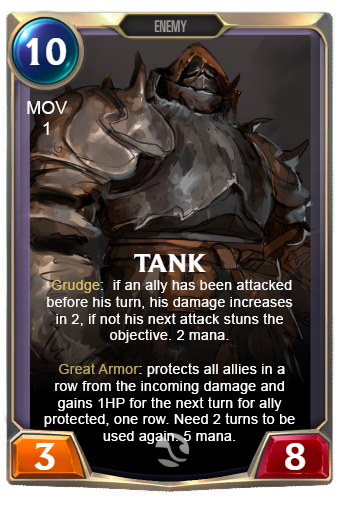 ENEMY
10
MOV
1
TANK
Grudge: if an ally has been attacked
before his turn, his damage increases
in 2, if not his next attack stuns the
objective. 2 mana.
Great Armor: protects all allies in a
row from the incoming damage and
gains 1HP for the next turn for ally
protected, one row. Need 2 turns to be
used again. 5 mana.
3
8